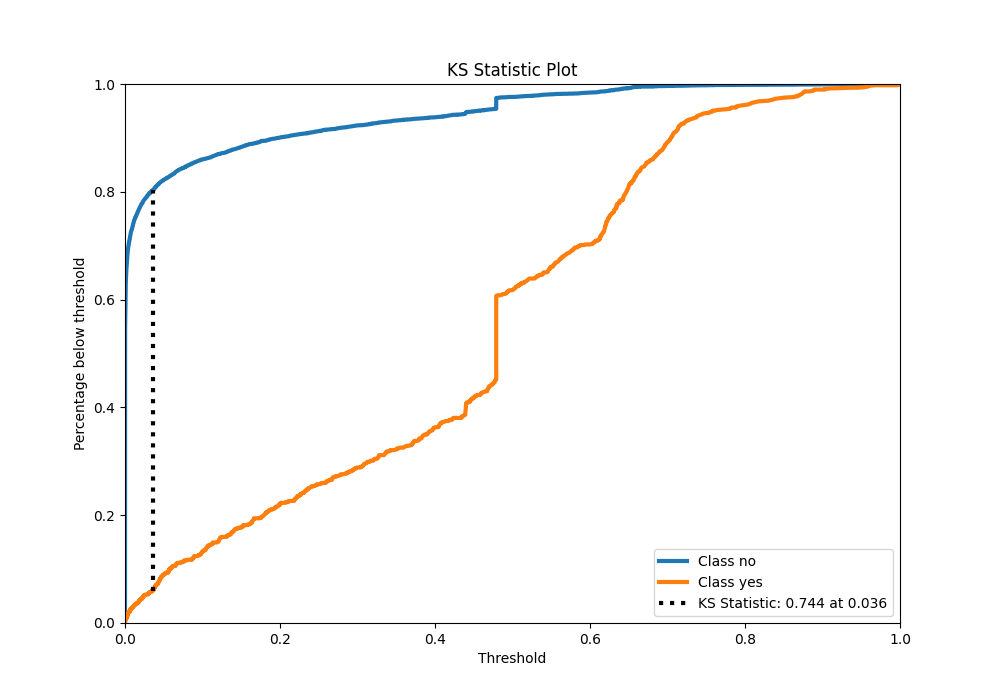 KS Statistic Plot
1.0
0.8
0.6
0.4
0.2
0.0
Percentage below threshold
0.0 0.2 0.4 0.6 0.8 1.0
Threshold
Class no
Class yes
KS Statistic: 0.744 at 0.036